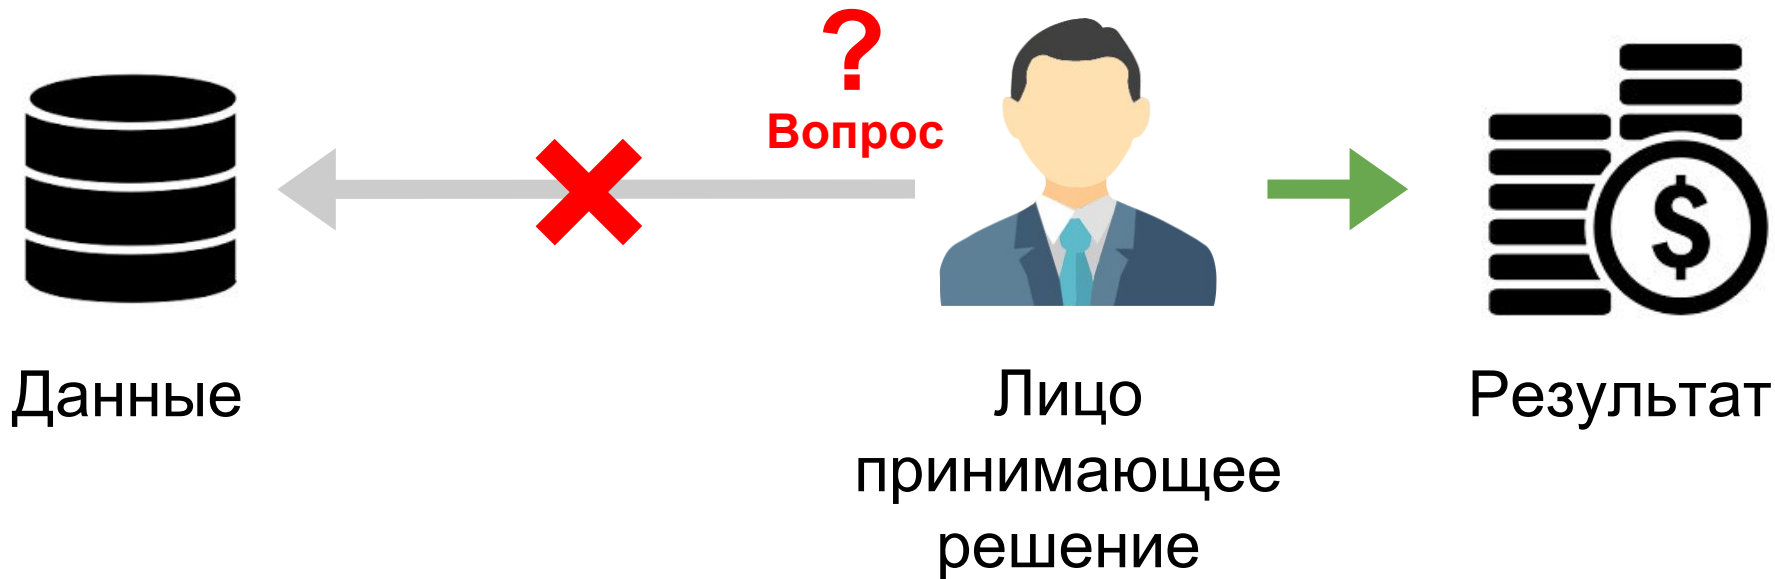 ?
Вопрос
$
Данные
Лицо
принимающее
решение
Результат